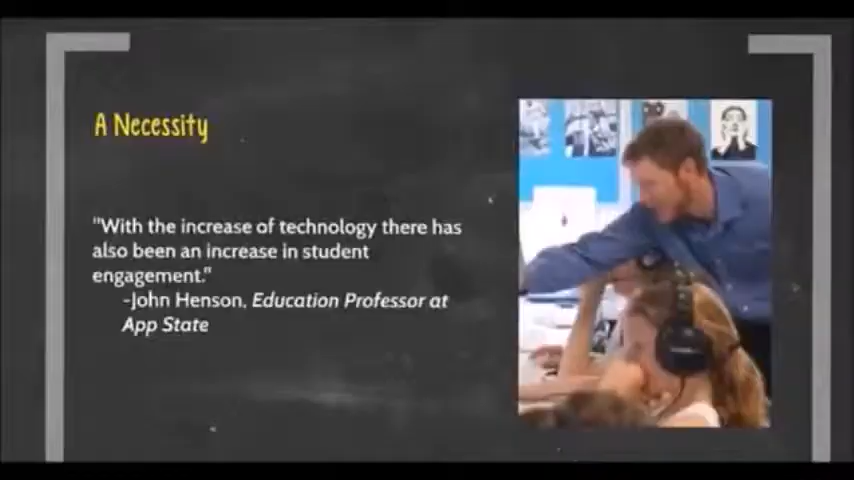 A Necessity
"With the increase of technology there has
also been an increase in student
engagement."
-John Henson, Education Professor at
App State